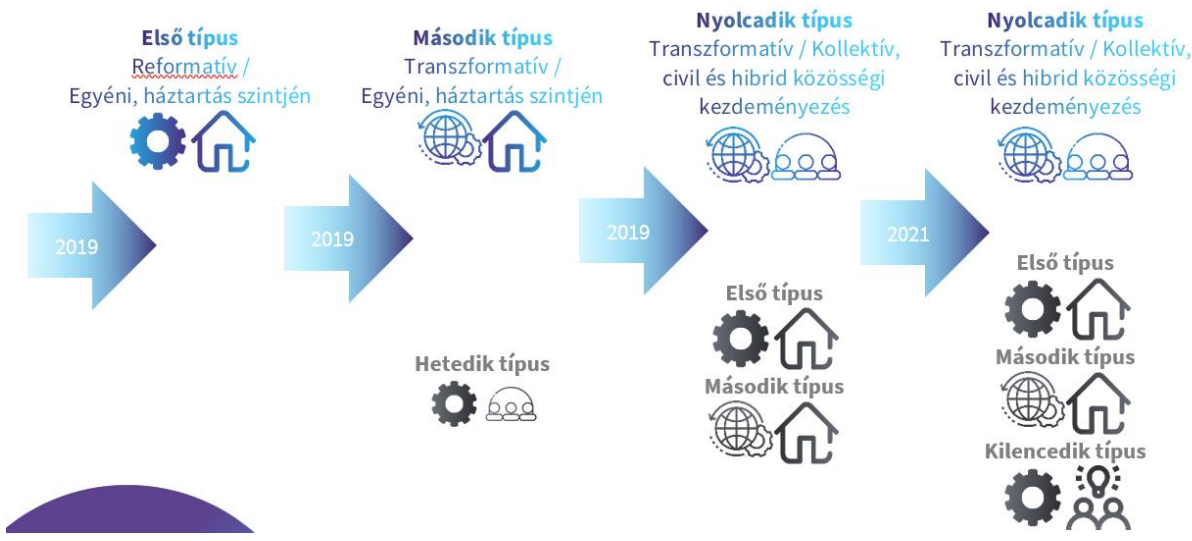 Első típus
Reformatív /
Egyéni, háztartás szintjén
2019
Második típus
Transzformatív /
Egyéni, háztartás szintjén
2019
Hetedik típus
Nyolcadik típus
Transzformatív / Kollektív,
civil és hibrid közösségi
kezdeményezés
2019
Első típus
Második típus
Nyolcadik típus
Transzformatív / Kollektív,
civil és hibrid közösségi
kezdeményezés
2021
Első típus
Második típus
Kilencedik típus